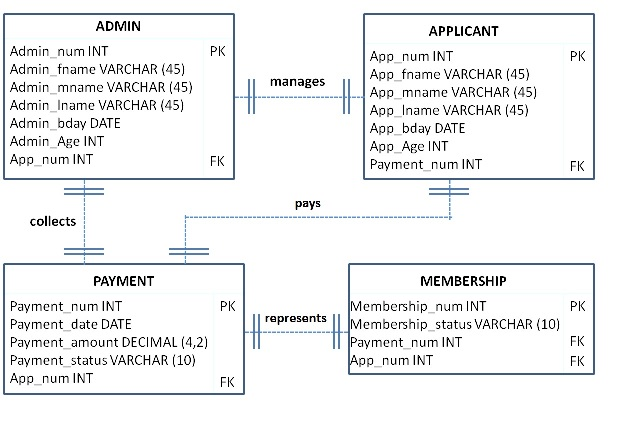 ADMIN
Admin_num INT PK
Admin_fname VARCHAR (45)
Admin_mname VARCHAR (45)
Admin_lname VARCHAR (45)
Admin_bday DATE
Admin_Age INT
App_num INT FK
manages
APPLICANT
App_num INT PK
App_fname VARCHAR (45)
App_mname VARCHAR (45)
App_lname VARCHAR (45)
App_bday DATE
App_Age INT
Payment_num INT FK
collects
pays
PAYMENT
Payment_num INT PK
Payment_date DATE
Payment_amount DECIMAL (4,2)
Payment_status VARCHAR (10)
App_num INT FK
represents
MEMBERSHIP
Membership_num INT PK
Membership_status VARCHAR (10)
Payment_num INT FK
App_num INT FK